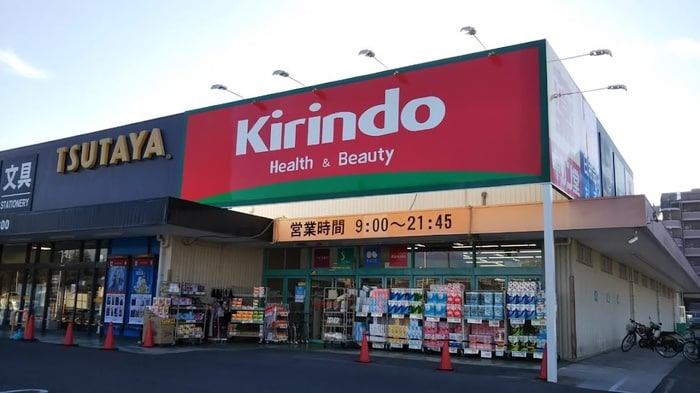 文具
STATIONERY
TSUTAYA.
Kirindo
Health & Beauty
営業時間 9:00～21:45